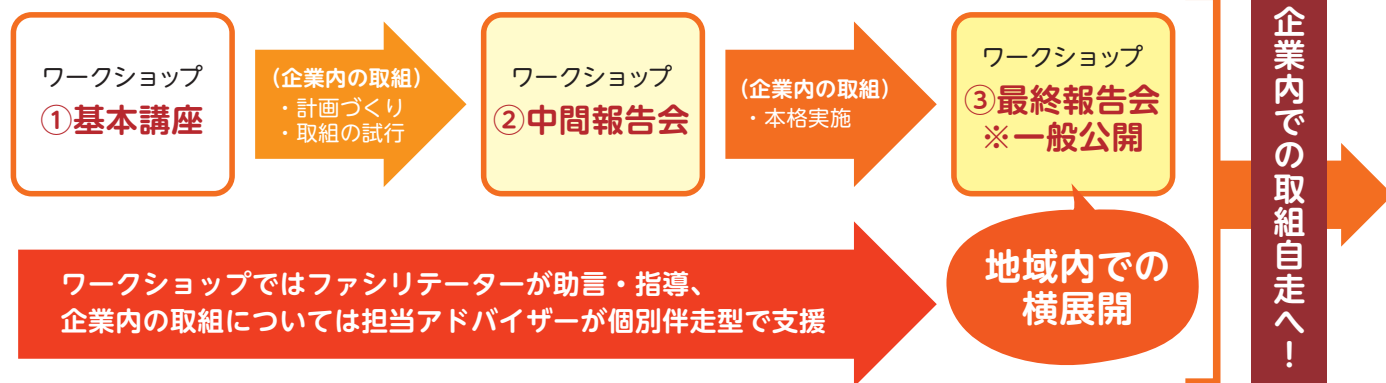 ワークショップ
①基本講座
(企業内の取組)
・計画づくり
・取組の試行
ワークショップ
②中間報告会
(企業内の取組)
・本格実施
ワークショップ
③最終報告会
※一般公開
地域内での
横展開
ワークショップではファシリテーターが助言・指導、
企業内の取組については担当アドバイザーが個別伴走型で支援
企業内での取組自走へ！